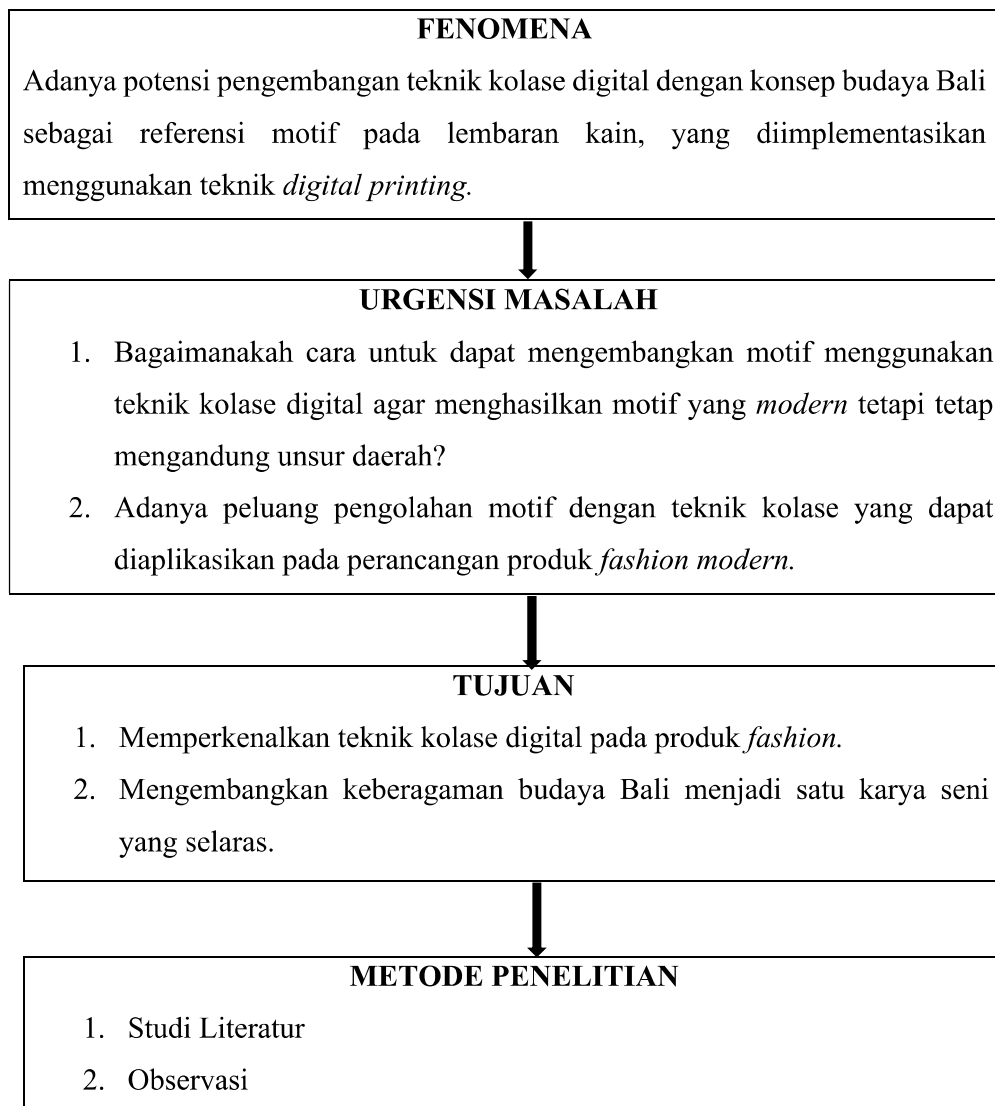 FENOMENA
Adanya potensi pengembangan teknik kolase digital dengan konsep budaya Bali
sebagai referensi motif pada lembaran kain, yang diimplementasikan
menggunakan teknik digital printing.
URGENSI MASALAH
1. Bagaimanakah cara untuk dapat mengembangkan motif menggunakan
teknik kolase digital agar menghasilkan motif yang modern tetapi tetap
mengandung unsur daerah?
2. Adanya peluang pengolahan motif dengan teknik kolase yang dapat
diaplikasikan pada perancangan produk fashion modern.
TUJUAN
1. Memperkenalkan teknik kolase digital pada produk fashion.
2. Mengembangkan keberagaman budaya Bali menjadi satu karya seni
yang selaras.
METODE PENELITIAN
1. Studi Literatur
2. Observasi